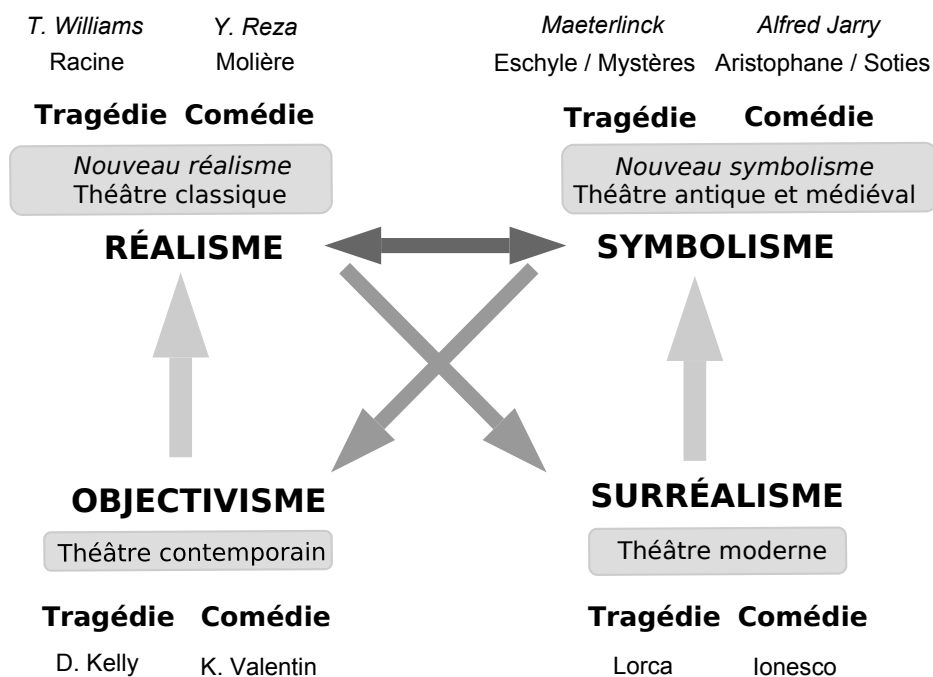 T. Williams Y. Reza
Racine Molière
Tragédie Comédie
Nouveau réalisme
Théâtre classique
RÉALISME
Maeterlinck Alfred Jarry
Eschyle / Mystères Aristophane / Soties
Tragédie Comédie
Nouveau symbolisme
Théâtre antique et médiéval
SYMBOLISME
OBJECTIVISME
Théâtre contemporain
Tragédie Comédie
D. Kelly K. Valentin
SURRÉALISME
Théâtre moderne
Tragédie Comédie
Lorca Ionesco